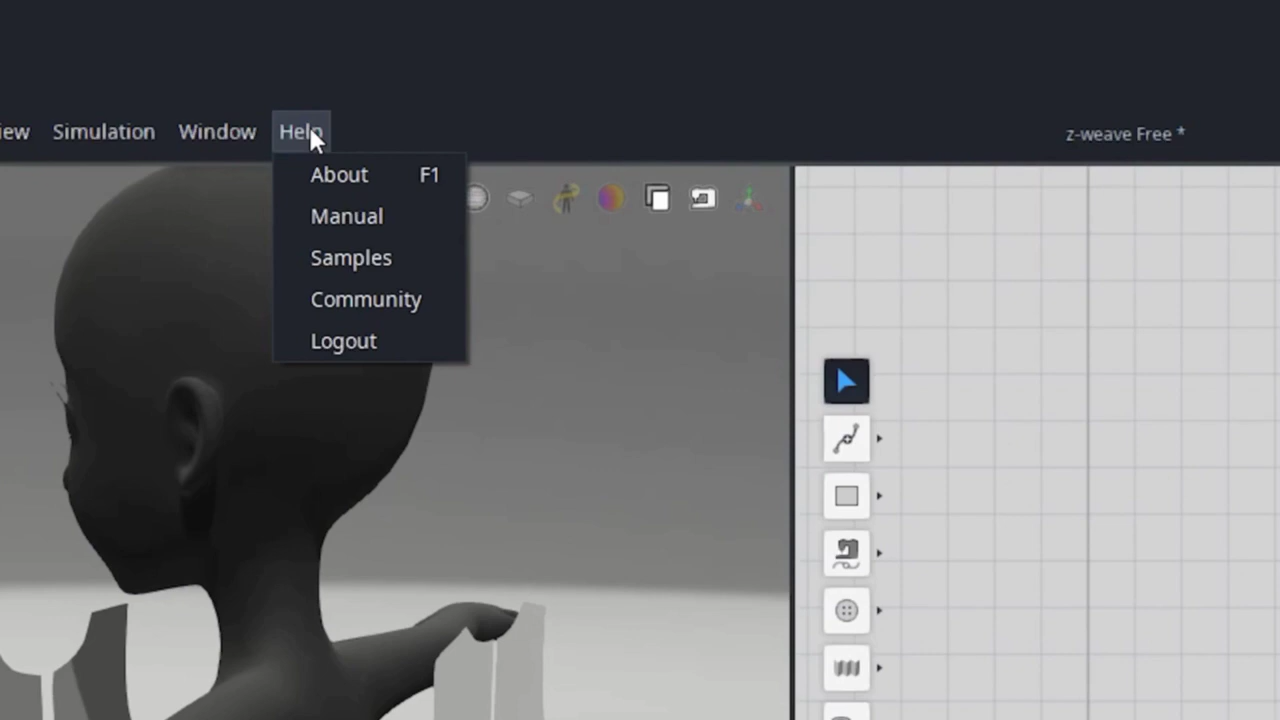 iew Simulation Window Help z-weave Free *
About F1
Manual
Samples
Community
Logout